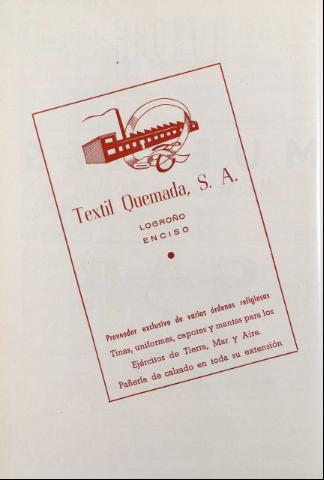 Textil Quemada, S. A.
LOGROÑO
ENCISO
Proveedor exclusivo de varias órdenes religiosas
Tinas, uniformes, capotes y mantas para los
Ejércitos de Tierra, Mar y Aire.
Pañería de calzado en toda su extensión